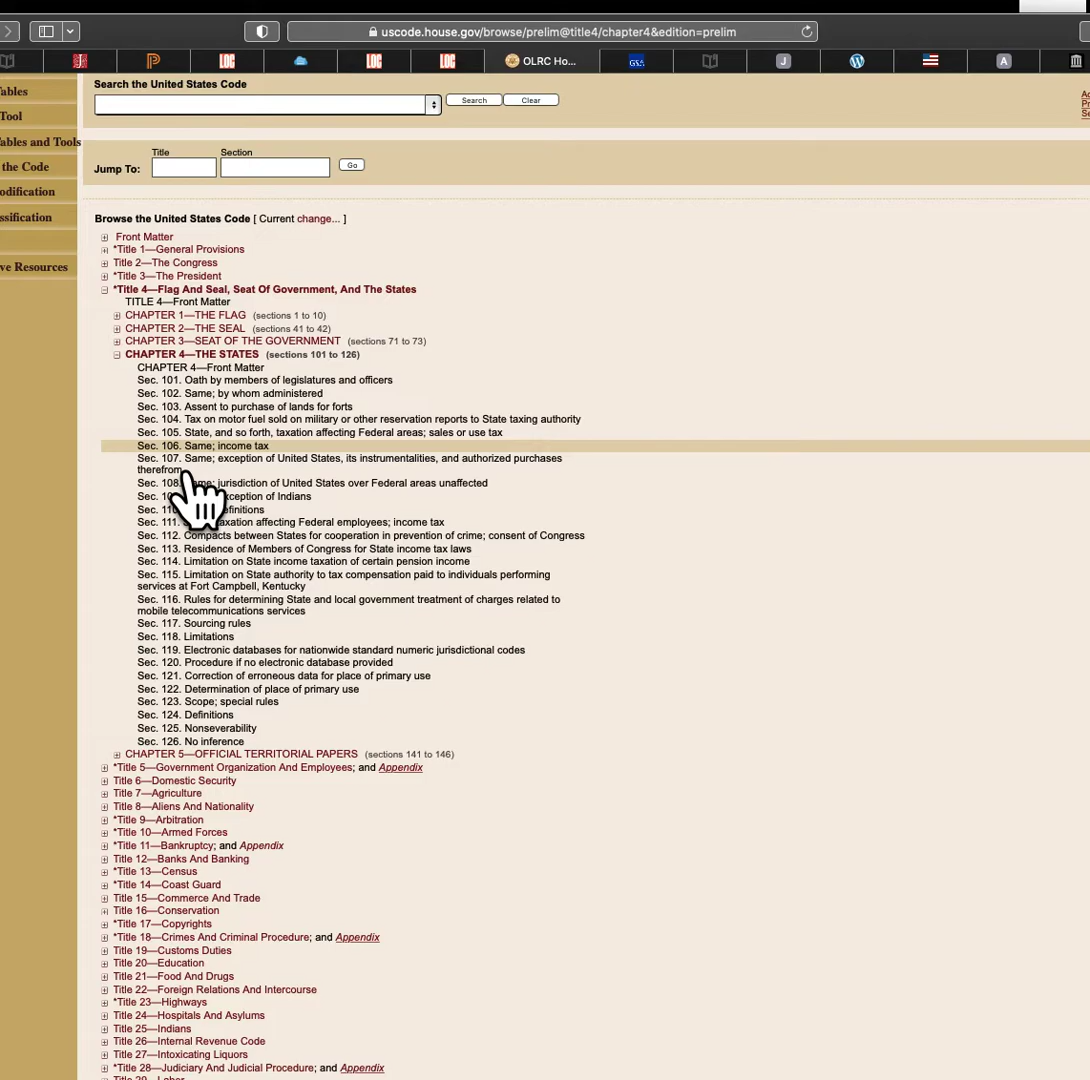 uscode.house.gov/browse/prelim@title4/chapter4&edition=prelim
LOC
LOC
LOC
OLRC Ho...
GSA
J
A
ables
Search the United States Code
Search
Clear
Tool
ables and Tools
Title
Section
Jump To:
Go
the Code
odification
ssification
Browse the United States Code [ Current change... ]
ve Resources
Front Matter
*Title 1—General Provisions
Title 2—The Congress
*Title 3—The President
*Title 4—Flag And Seal, Seat Of Government, And The States
TITLE 4—Front Matter
CHAPTER 1—THE FLAG (sections 1 to 10)
CHAPTER 2—THE SEAL (sections 41 to 42)
CHAPTER 3—SEAT OF THE GOVERNMENT (sections 71 to 73)
CHAPTER 4—THE STATES (sections 101 to 126)
CHAPTER 4—Front Matter
Sec. 101. Oath by members of legislatures and officers
Sec. 102. Same; by whom administered
Sec. 103. Assent to purchase of lands for forts
Sec. 104. Tax on motor fuel sold on military or other reservation reports to State taxing authority
Sec. 105. State, and so forth, taxation affecting Federal areas; sales or use tax
Sec. 106. Same; income tax
Sec. 107. Same; exception of United States, its instrumentalities, and authorized purchases
therefrom
Sec. 108. Same; jurisdiction of United States over Federal areas unaffected
Sec. exception of Indians
Sec. definitions
Sec. 111. taxation affecting Federal employees; income tax
Sec. 112. Compacts between States for cooperation in prevention of crime; consent of Congress
Sec. 113. Residence of Members of Congress for State income tax laws
Sec. 114. Limitation on State income taxation of certain pension income
Sec. 115. Limitation on State authority to tax compensation paid to individuals performing
services at Fort Campbell, Kentucky
Sec. 116. Rules for determining State and local government treatment of charges related to
mobile telecommunications services
Sec. 117. Sourcing rules
Sec. 118. Limitations
Sec. 119. Electronic databases for nationwide standard numeric jurisdictional codes
Sec. 120. Procedure if no electronic database provided
Sec. 121. Correction of erroneous data for place of primary use
Sec. 122. Determination of place of primary use
Sec. 123. Scope; special rules
Sec. 124. Definitions
Sec. 125. Nonseverability
Sec. 126. No inference
CHAPTER 5—OFFICIAL TERRITORIAL PAPERS (sections 141 to 146)
*Title 5—Government Organization And Employees; and Appendix
Title 6—Domestic Security
Title 7—Agriculture
Title 8—Aliens And Nationality
*Title 9—Arbitration
*Title 10—Armed Forces
*Title 11—Bankruptcy; and Appendix
Title 12—Banks And Banking
*Title 13—Census
*Title 14—Coast Guard
Title 15—Commerce And Trade
Title 16—Conservation
*Title 17—Copyrights
*Title 18—Crimes And Criminal Procedure; and Appendix
Title 19—Customs Duties
Title 20—Education
Title 21—Food And Drugs
Title 22—Foreign Relations And Intercourse
*Title 23—Highways
Title 24—Hospitals And Asylums
Title 25—Indians
Title 26—Internal Revenue Code
Title 27—Intoxicating Liquors
*Title 28—Judiciary And Judicial Procedure; and Appendix
Title 29—Labor